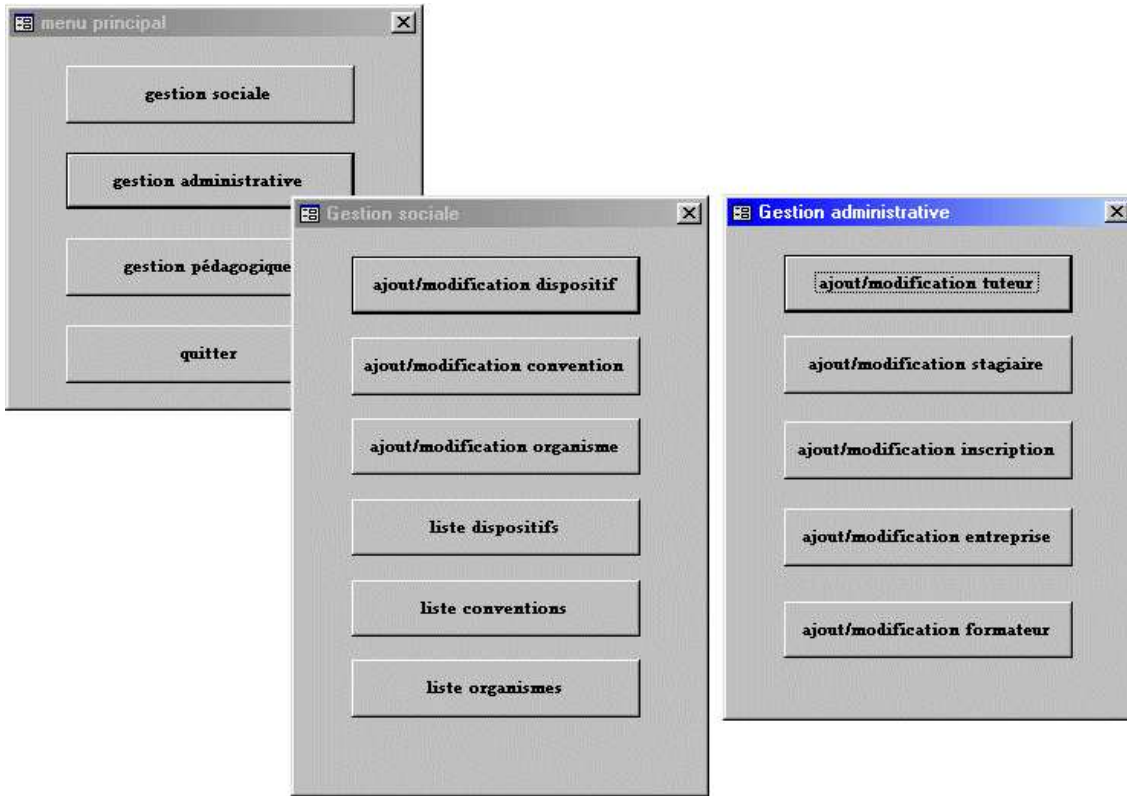 menu principal
gestion sociale
gestion administrative
gestion pédagogique
quitter
Gestion sociale
ajout/modification dispositif
ajout/modification convention
ajout/modification organisme
liste dispositifs
liste conventions
liste organismes
Gestion administrative
ajout/modification tuteur
ajout/modification stagiaire
ajout/modification inscription
ajout/modification entreprise
ajout/modification formateur